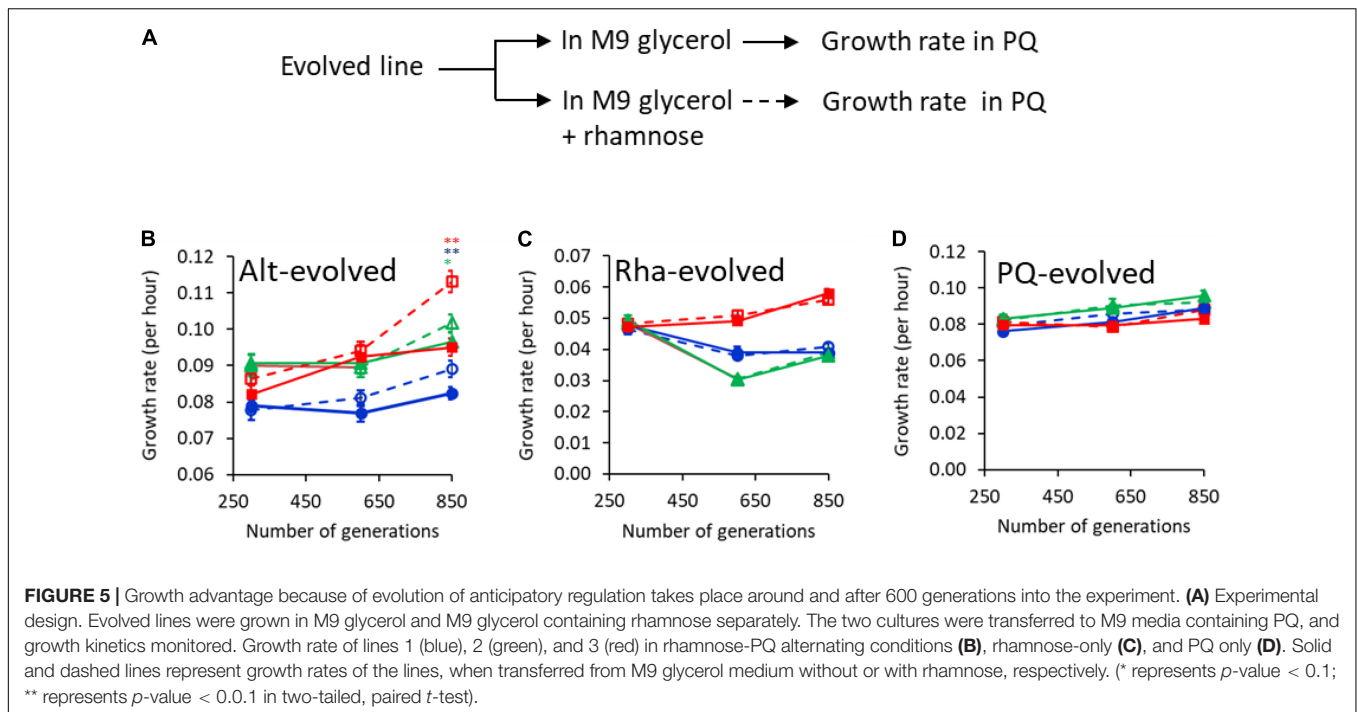 A
Evolved line
In M9 glycerol
Growth rate in PQ
In M9 glycerol
+ rhamnose
Growth rate in PQ
B
Alt-evolved
**
**
*
0.12
0.11
0.10
0.09
0.08
0.07
0.06
250 450 650 850
Growth rate (per hour)
Number of generations
C
Rha-evolved
0.07
0.06
0.05
0.04
0.03
0.02
0.01
0.00
250 450 650 850
Growth rate (per hour)
Number of generations
D
PQ-evolved
0.12
0.10
0.08
0.06
0.04
0.02
0.00
250 450 650 850
Growth rate (per hour)
Number of generations
FIGURE 5 | Growth advantage because of evolution of anticipatory regulation takes place around and after 600 generations into the experiment. (A) Experimental
design. Evolved lines were grown in M9 glycerol and M9 glycerol containing rhamnose separately. The two cultures were transferred to M9 media containing PQ, and
growth kinetics monitored. Growth rate of lines 1 (blue), 2 (green), and 3 (red) in rhamnose-PQ alternating conditions (B), rhamnose-only (C), and PQ only (D). Solid
and dashed lines represent growth rates of the lines, when transferred from M9 glycerol medium without or with rhamnose, respectively. (* represents p-value < 0.1;
** represents p-value < 0.0.1 in two-tailed, paired t-test).